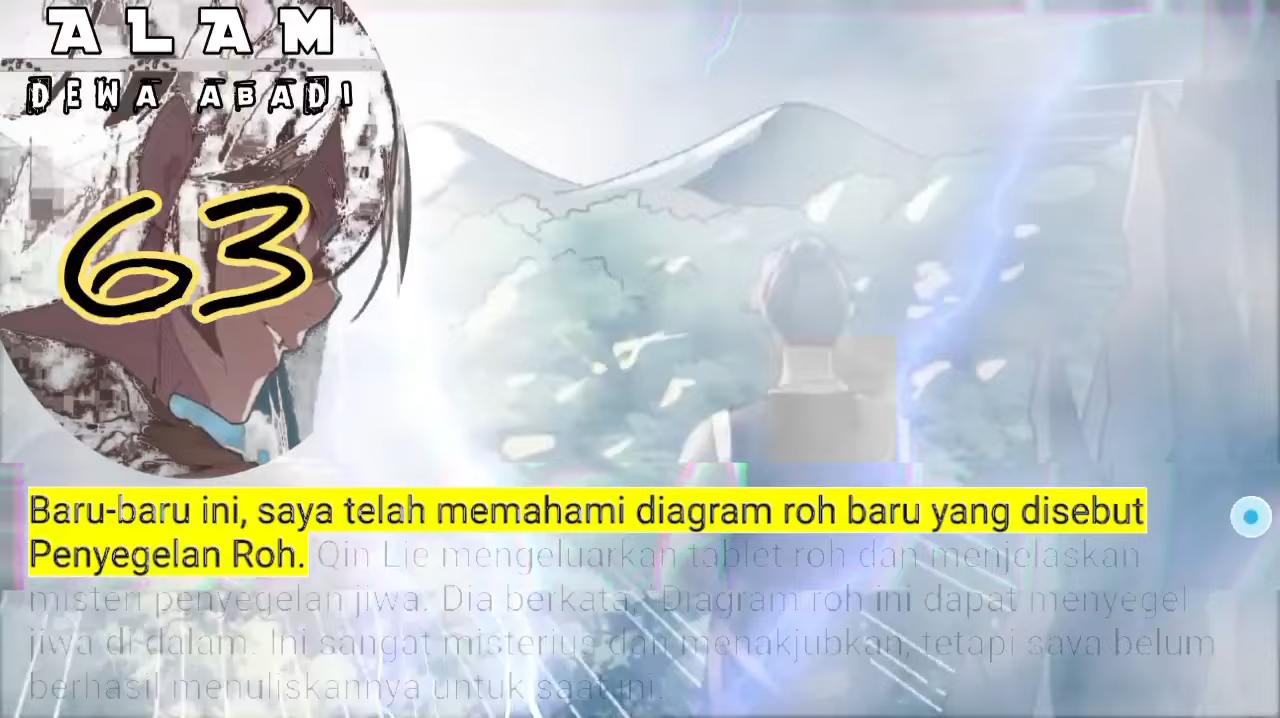 ALAM
DEWA ABADI
63
Baru-baru ini, saya telah memahami diagram roh baru yang disebut
Penyegelan Roh. Qin Lie mengeluarkan tablet roh dan menjelaskan
misteri penyegelan jiwa. Dia berkata, "Diagram roh ini dapat menyegel
jiwa di dalam. Ini sangat misterius dan menakjubkan, tetapi saya belum
berhasil menuliskannya untuk saat ini.